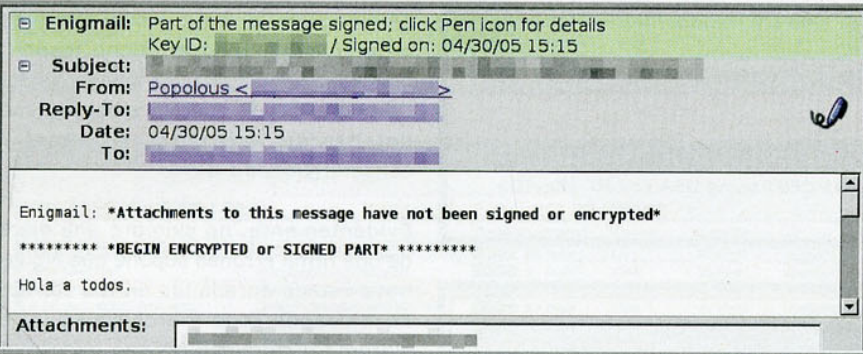 Enigmail: Part of the message signed; click Pen icon for details
Key ID: / Signed on: 04/30/05 15:15
Subject:
From: Popolous < >
Reply-To:
Date: 04/30/05 15:15
To:
Enigmail: *Attachments to this message have not been signed or encrypted*
********* *BEGIN ENCRYPTED or SIGNED PART* *********
Hola a todos.
Attachments: